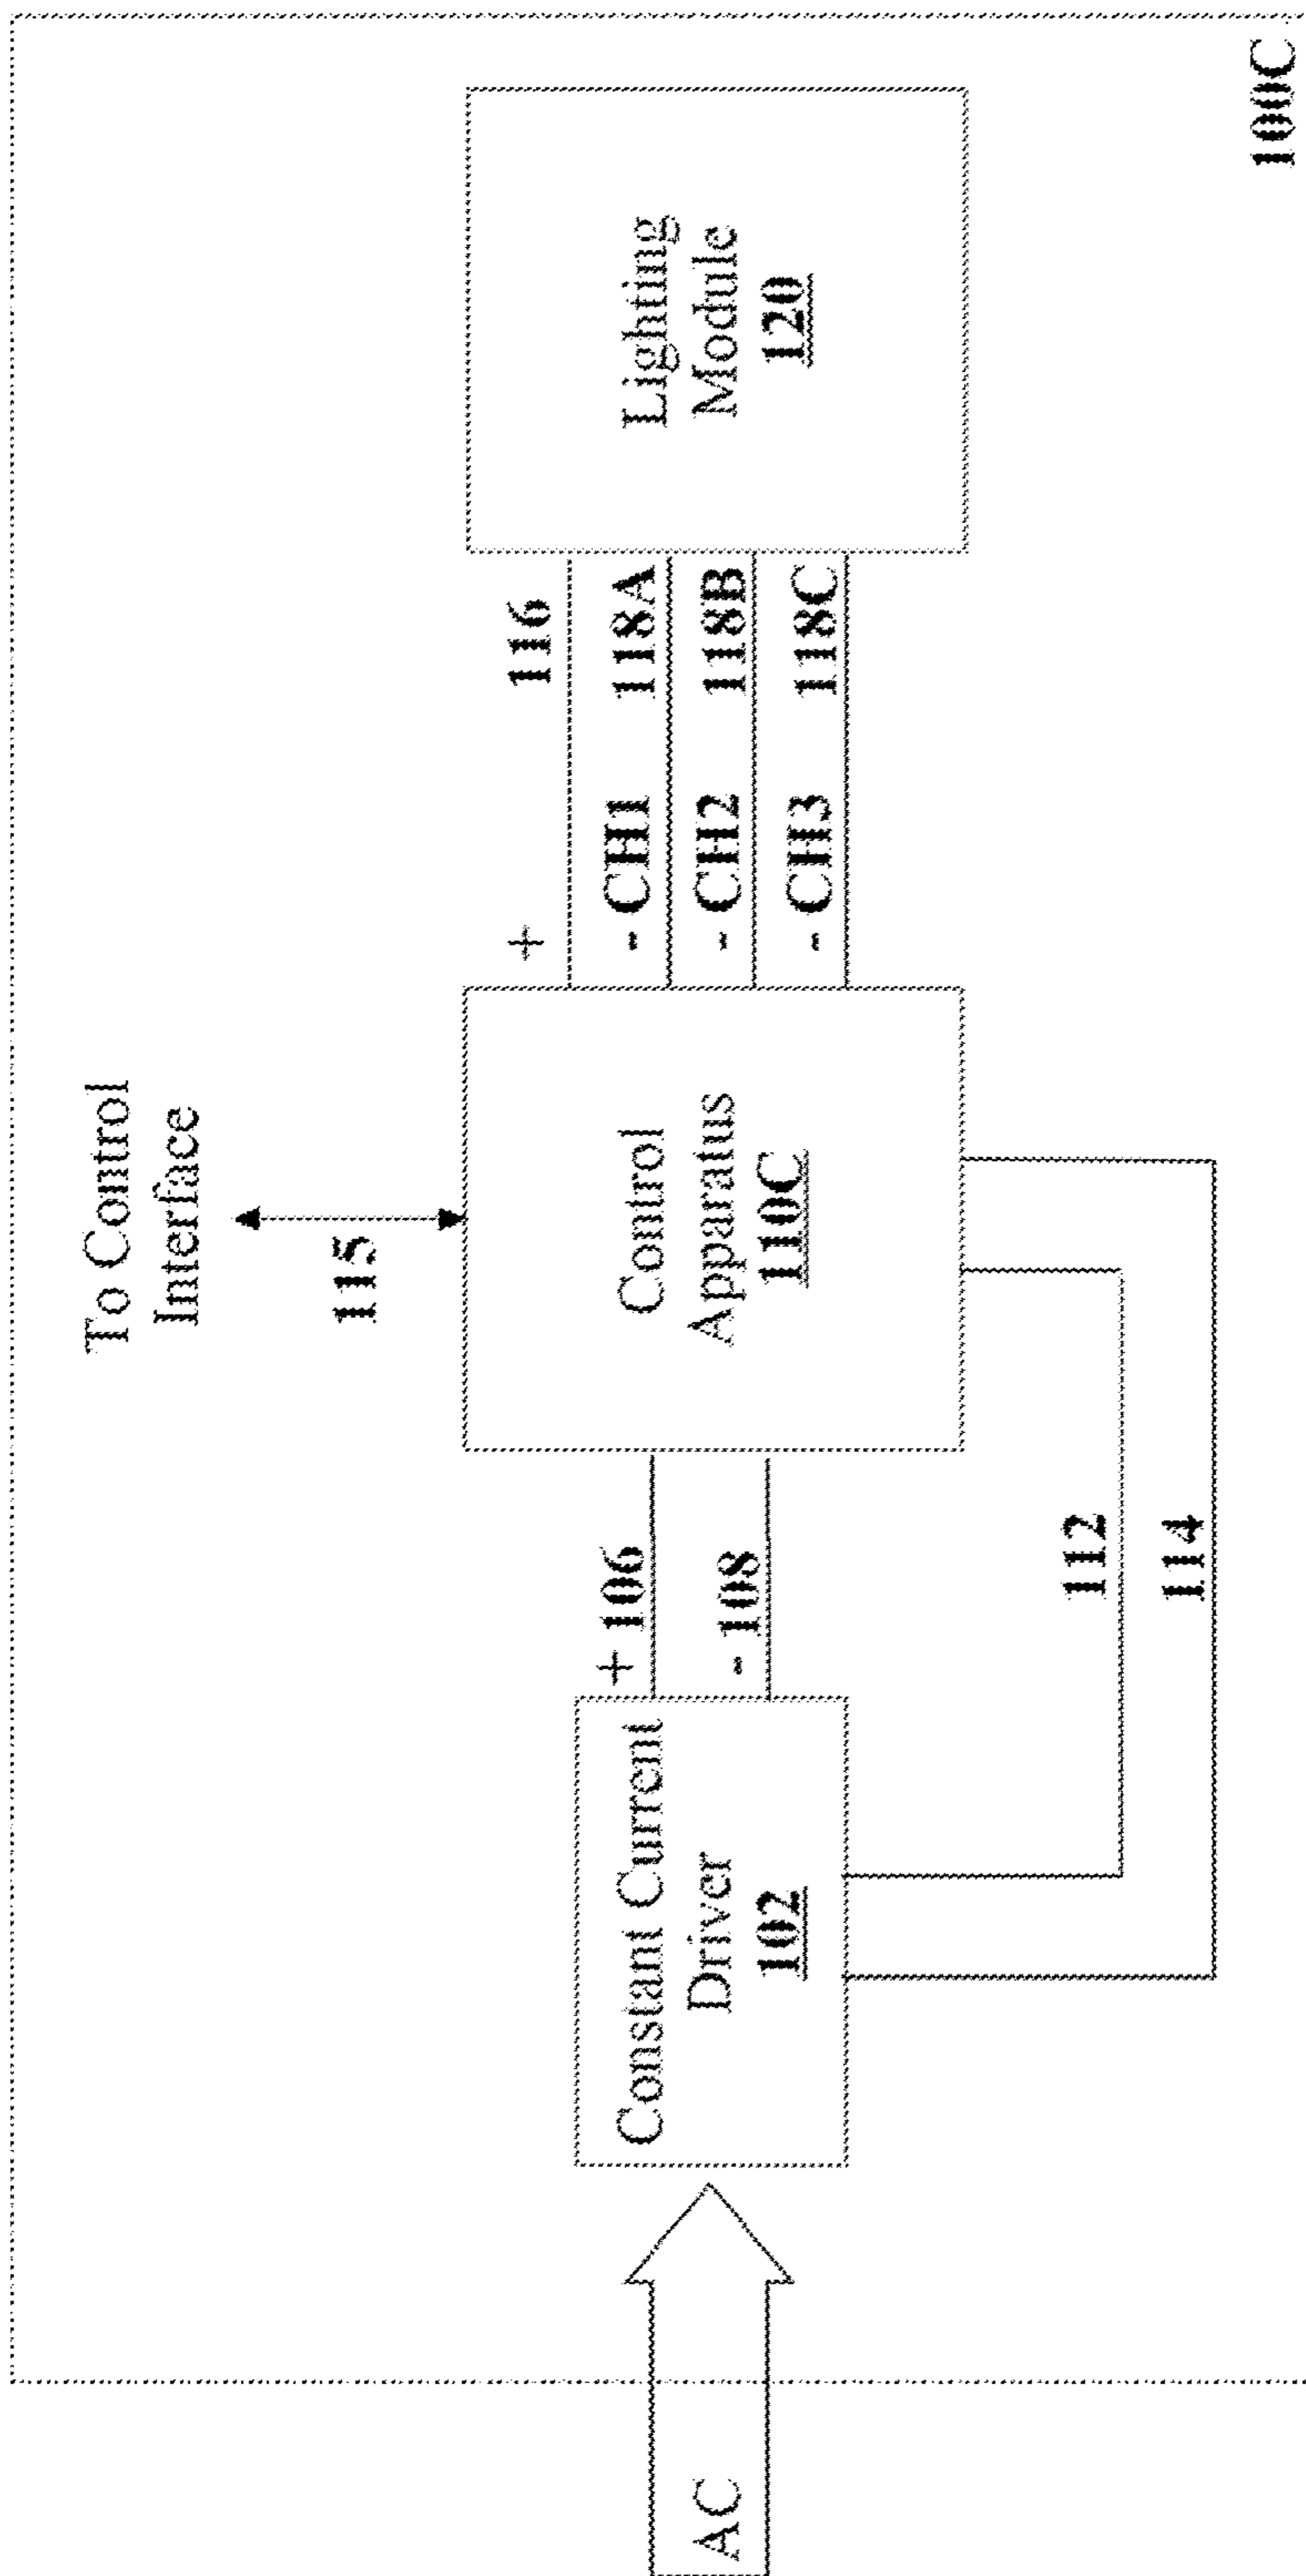 To Control
Interface
115
AC
Constant Current
Driver
102
+ 106
- 108
Control
Apparatus
110C
+
116
- CH1
118A
- CH2
118B
- CH3
118C
Lighting
Module
120
112
114
100C